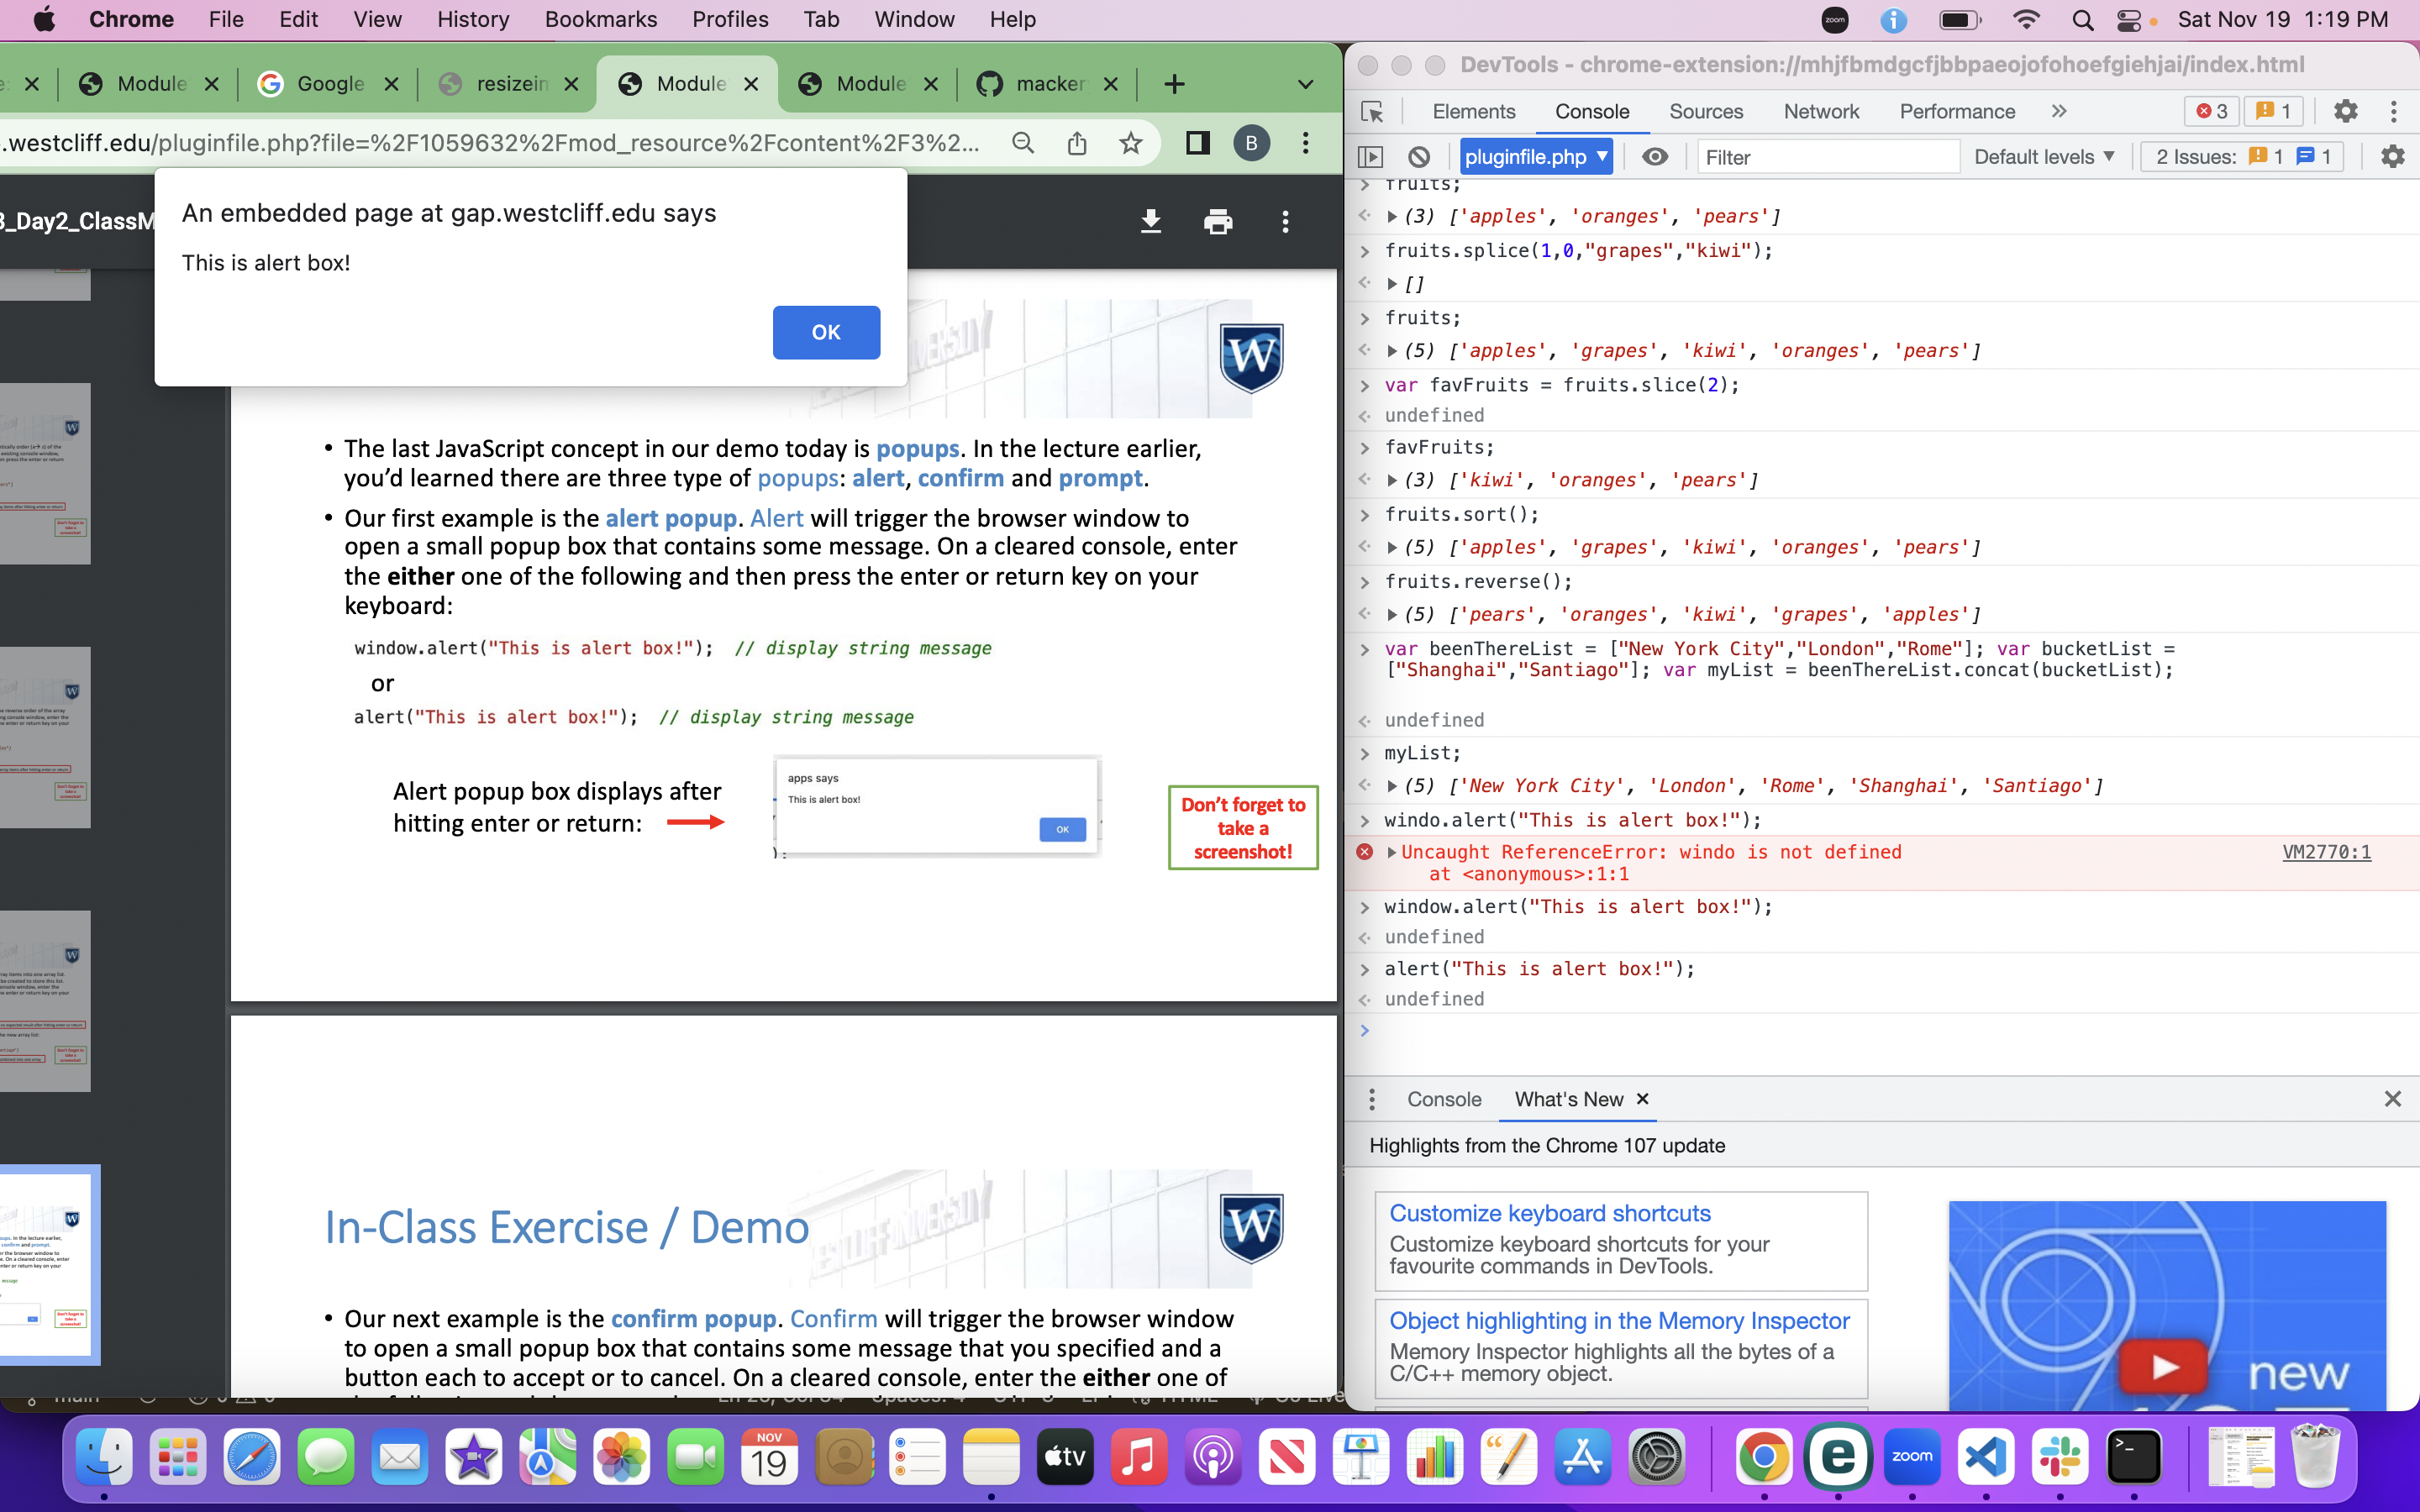 Chrome File Edit View History Bookmarks Profiles Tab Window Help
zoom
Sat Nov 19 1:19 PM
Module
Google
resizein
Module
Module
macker
.westcliff.edu/pluginfile.php?file=%2F1059632%2Fmod_resource%2Fcontent%2F3%2...
B
3_Day2_ClassM
An embedded page at gap.westcliff.edu says
This is alert box!
OK
W
• The last JavaScript concept in our demo today is popups. In the lecture earlier,
you’d learned there are three type of popups: alert, confirm and prompt.
• Our first example is the alert popup. Alert will trigger the browser window to
open a small popup box that contains some message. On a cleared console, enter
the either one of the following and then press the enter or return key on your
keyboard:
window.alert("This is alert box!"); // display string message
or
alert("This is alert box!"); // display string message
Alert popup box displays after
hitting enter or return:
apps says
This is alert box!
OK
Don’t forget to
take a
screenshot!
In-Class Exercise / Demo
W
• Our next example is the confirm popup. Confirm will trigger the browser window
to open a small popup box that contains some message that you specified and a
button each to accept or to cancel. On a cleared console, enter the either one of
DevTools - chrome-extension://mhjfbmdgcfjbbpaeojofohoefgiehjai/index.html
Elements Console Sources Network Performance » 3 1
pluginfile.php ▼ Filter Default levels ▼ 2 Issues: 1 1
fruits;
(3) ['apples', 'oranges', 'pears']
fruits.splice(1,0,"grapes","kiwi");
[]
fruits;
(5) ['apples', 'grapes', 'kiwi', 'oranges', 'pears']
var favFruits = fruits.slice(2);
undefined
favFruits;
(3) ['kiwi', 'oranges', 'pears']
fruits.sort();
(5) ['apples', 'grapes', 'kiwi', 'oranges', 'pears']
fruits.reverse();
(5) ['pears', 'oranges', 'kiwi', 'grapes', 'apples']
var beenThereList = ["New York City","London","Rome"]; var bucketList =
["Shanghai","Santiago"]; var myList = beenThereList.concat(bucketList);
undefined
myList;
(5) ['New York City', 'London', 'Rome', 'Shanghai', 'Santiago']
windo.alert("This is alert box!");
Uncaught ReferenceError: windo is not defined VM2770:1
at <anonymous>:1:1
window.alert("This is alert box!");
undefined
alert("This is alert box!");
undefined
Console What's New
Highlights from the Chrome 107 update
Customize keyboard shortcuts
Customize keyboard shortcuts for your
favourite commands in DevTools.
Object highlighting in the Memory Inspector
Memory Inspector highlights all the bytes of a
C/C++ memory object.
new
NOV
19
tv
zoom